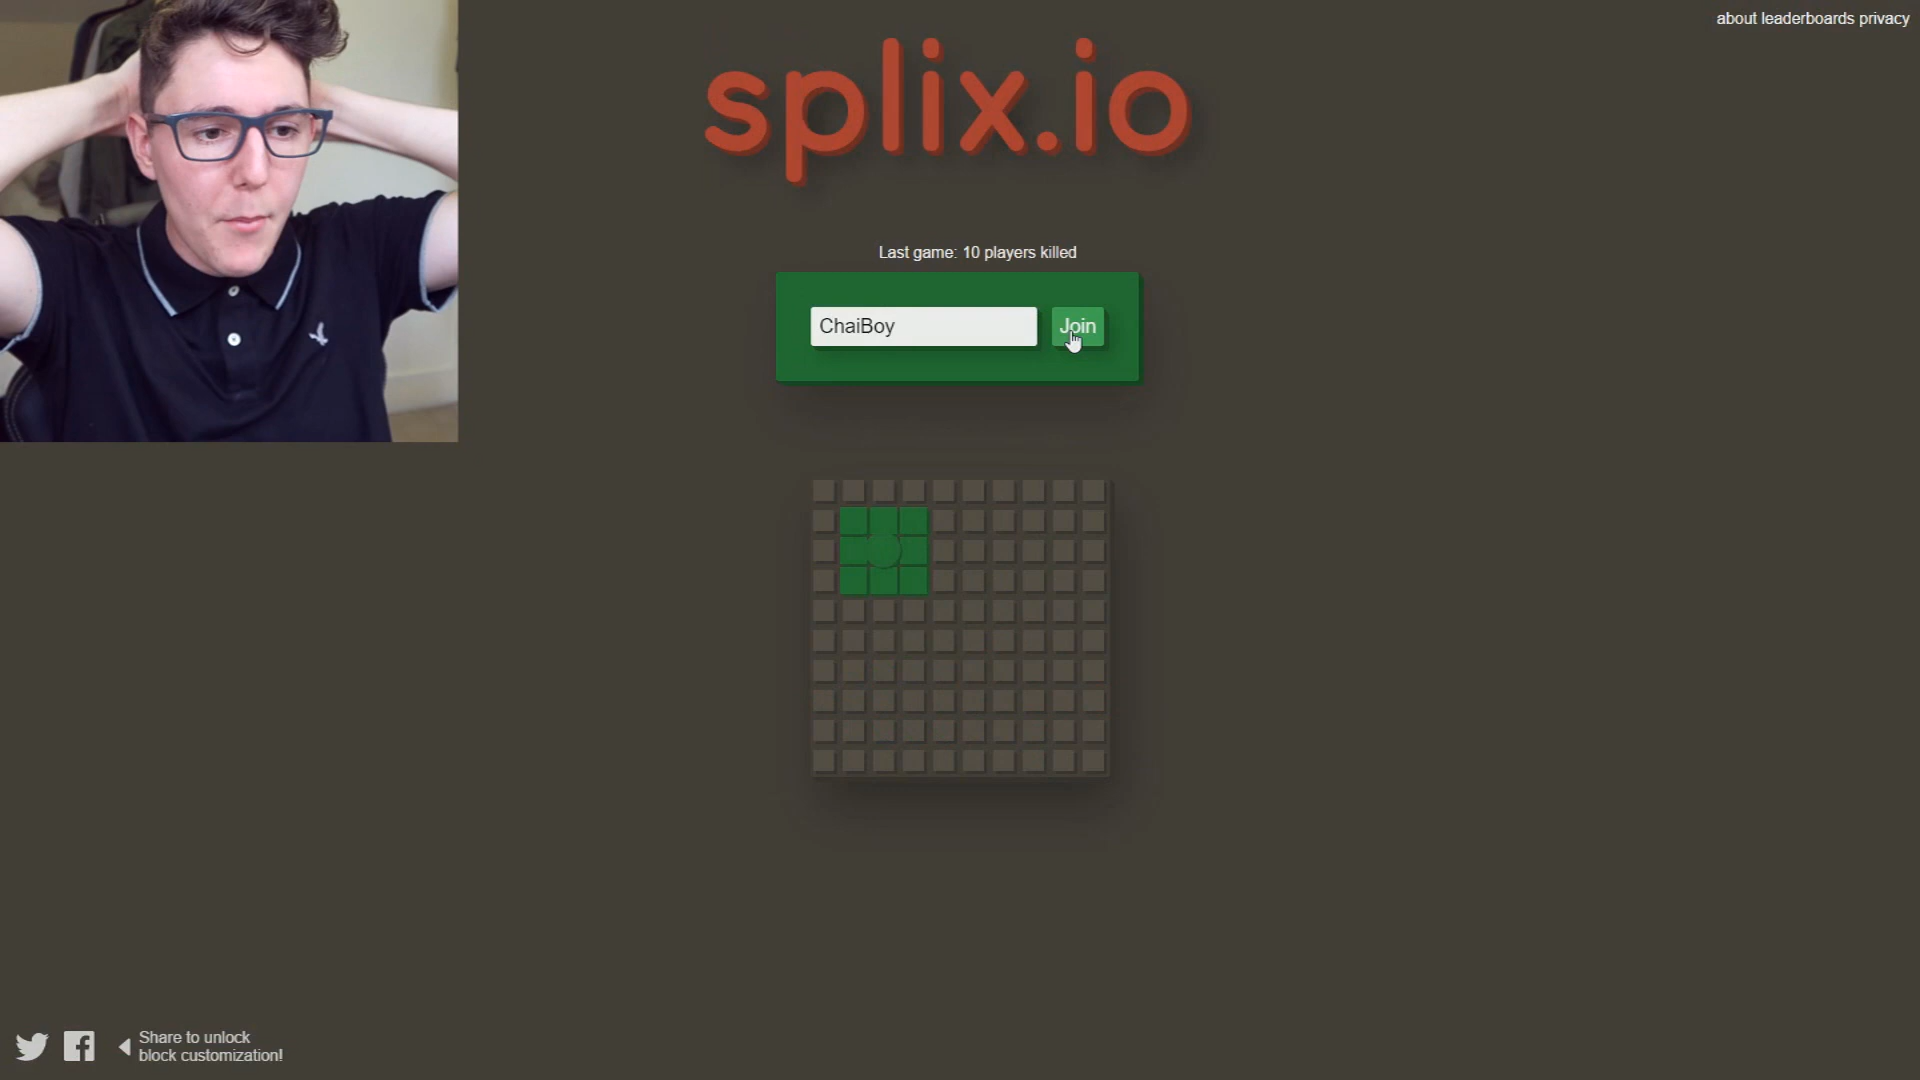 about leaderboards privacy
splix.io
Last game: 10 players killed
ChaiBoy
Join
Share to unlock
block customization!